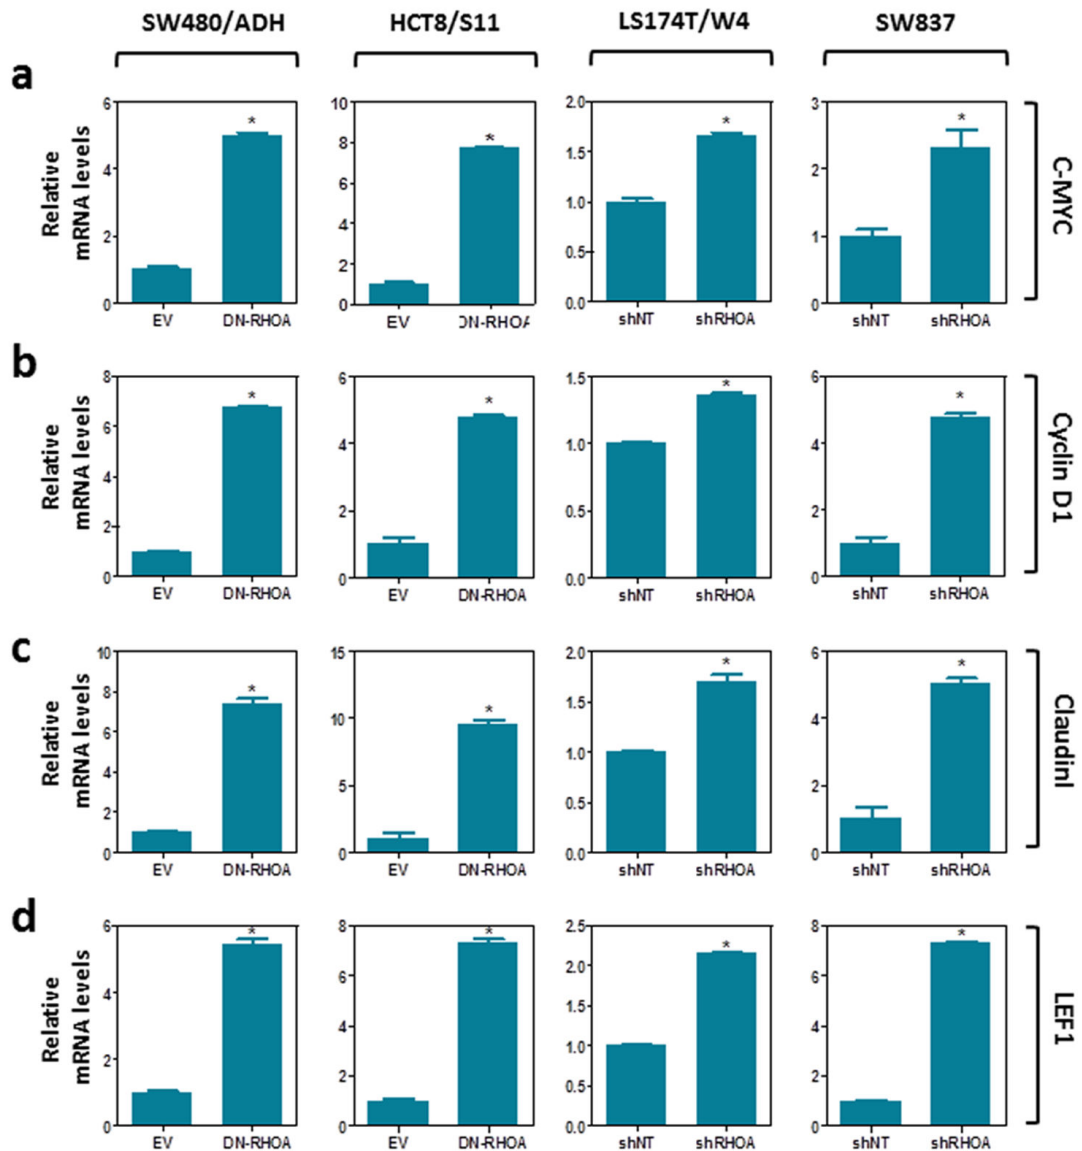 SW480/ADH HCT8/S11 LS174T/W4 SW837
a
Relative
mRNA levels
6
4
2
0
EV DN-RHOA
10
8
6
4
2
0
EV DN-RHOA
2.0
1.5
1.0
0.5
0.0
shNT shRHOA
3
2
1
0
shNT shRHOA
C-MYC
b
Relative
mRNA levels
8
6
4
2
0
EV DN-RHOA
6
4
2
0
EV DN-RHOA
1.5
1.0
0.5
0.0
shNT shRHOA
6
4
2
0
shNT shRHOA
Cyclin D1
c
Relative
mRNA levels
10
8
6
4
2
0
EV DN-RHOA
15
10
5
0
EV DN-RHOA
2.0
1.5
1.0
0.5
0.0
shNT shRHOA
6
4
2
0
shNT shRHOA
ClaudinI
d
Relative
mRNA levels
6
4
2
0
EV DN-RHOA
8
6
4
2
0
EV DN-RHOA
2.5
2.0
1.5
1.0
0.5
0.0
shNT shRHOA
8
6
4
2
0
shNT shRHOA
LEF1